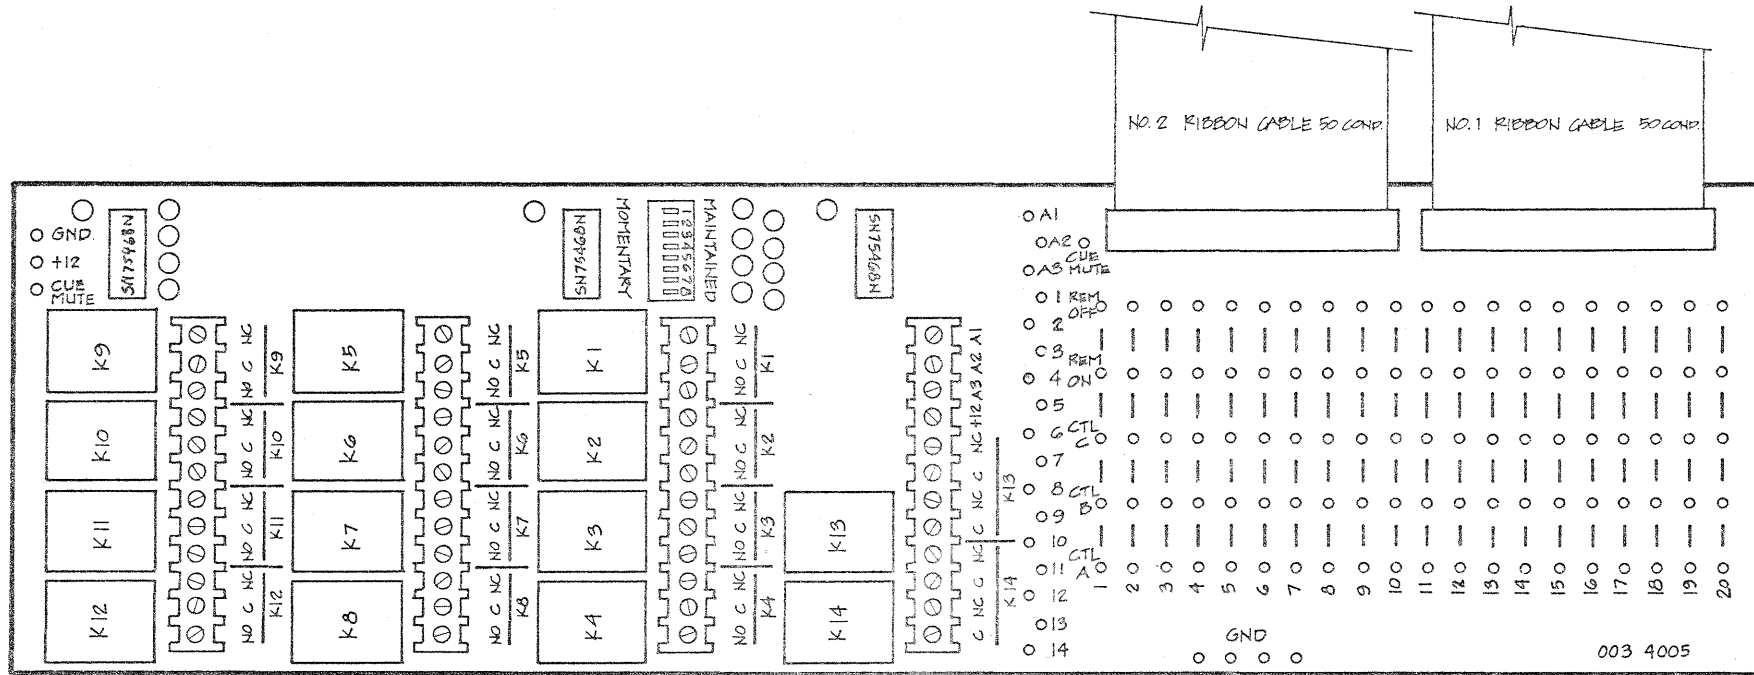 NO. 2 RIBBON CABLE 50 COND.
NO. 1 RIBBON CABLE 50 COND.
GND.
+12
CUE
MUTE
SN75468N
SN75468N
MOMENTARY
1 2 3 4 5 6 7 8
MAINTAINED
SN75468N
A1
A2
CUE
A3 MUTE
1 REM
OFF
2
3 REM
4 ON
5
6 CTL
C
7
8 CTL
B
9
10 CTL
11 A
12
13
14
K9
K10
K11
K12
NO C NC
K9
NO C NC
K10
NO C NC
K11
NO C NC
K12
K5
K6
K7
K8
NO C NC
K5
NO C NC
K6
NO C NC
K7
NO C NC
K8
K1
K2
K3
K4
NO C NC
K1
NO C NC
K2
NO C NC
K3
NO C NC
K4
K13
K14
C NC C NC C NC C NC +12 A3 A2 A1
K13
K14
1 2 3 4 5 6 7 8 9 10 11 12 13 14 15 16 17 18 19 20
GND
003 4005